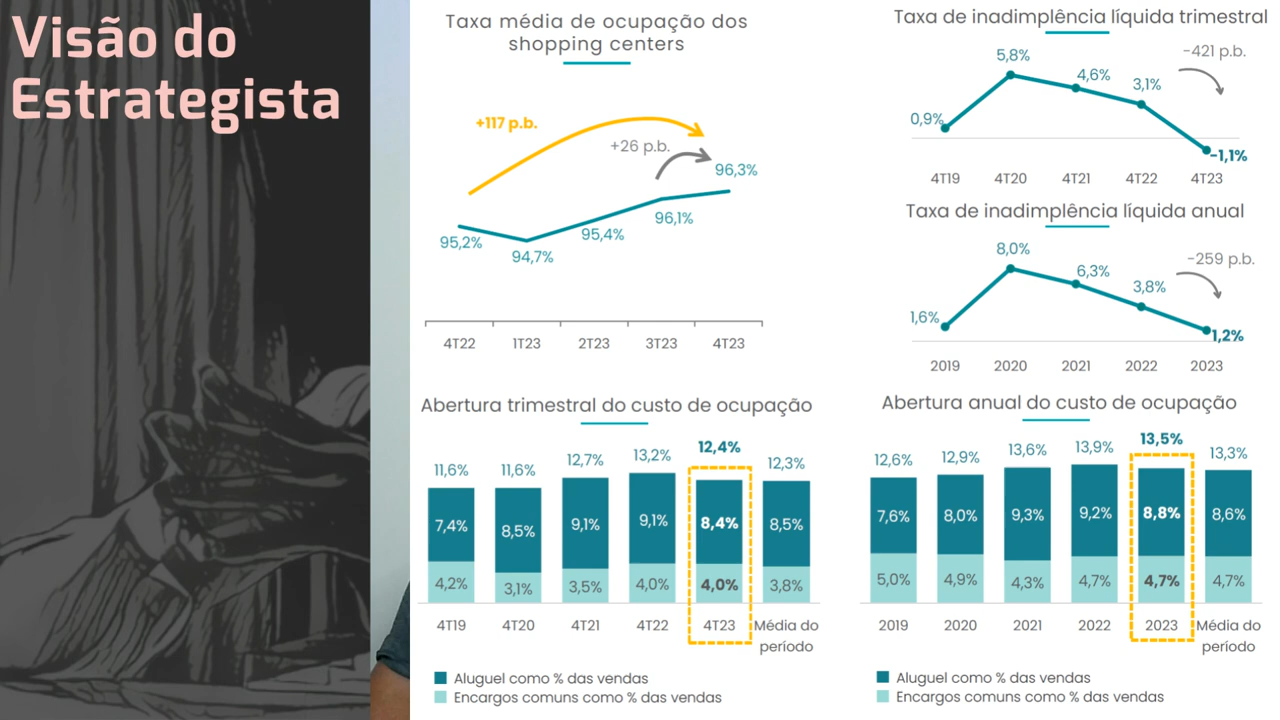 Visão do
Estrategista
Taxa média de ocupação dos
shopping centers
+117 p.b.
+26 p.b.
96,3%
95,2%
94,7%
95,4%
96,1%
4T22
1T23
2T23
3T23
4T23
Taxa de inadimplência líquida trimestral
-421 p.b.
5,8%
4,6%
3,1%
0,9%
-1,1%
4T19
4T20
4T21
4T22
4T23
Taxa de inadimplência líquida anual
-259 p.b.
8,0%
6,3%
3,8%
1,6%
1,2%
2019
2020
2021
2022
2023
Abertura trimestral do custo de ocupação
11,6%
11,6%
12,7%
13,2%
12,4%
12,3%
7,4%
8,5%
9,1%
9,1%
8,4%
8,5%
4,2%
3,1%
3,5%
4,0%
4,0%
3,8%
4T19
4T20
4T21
4T22
4T23
Média do
período
Aluguel como % das vendas
Encargos comuns como % das vendas
Abertura anual do custo de ocupação
12,6%
12,9%
13,6%
13,9%
13,5%
13,3%
7,6%
8,0%
9,3%
9,2%
8,8%
8,6%
5,0%
4,9%
4,3%
4,7%
4,7%
4,7%
2019
2020
2021
2022
2023
Média do
período
Aluguel como % das vendas
Encargos comuns como % das vendas